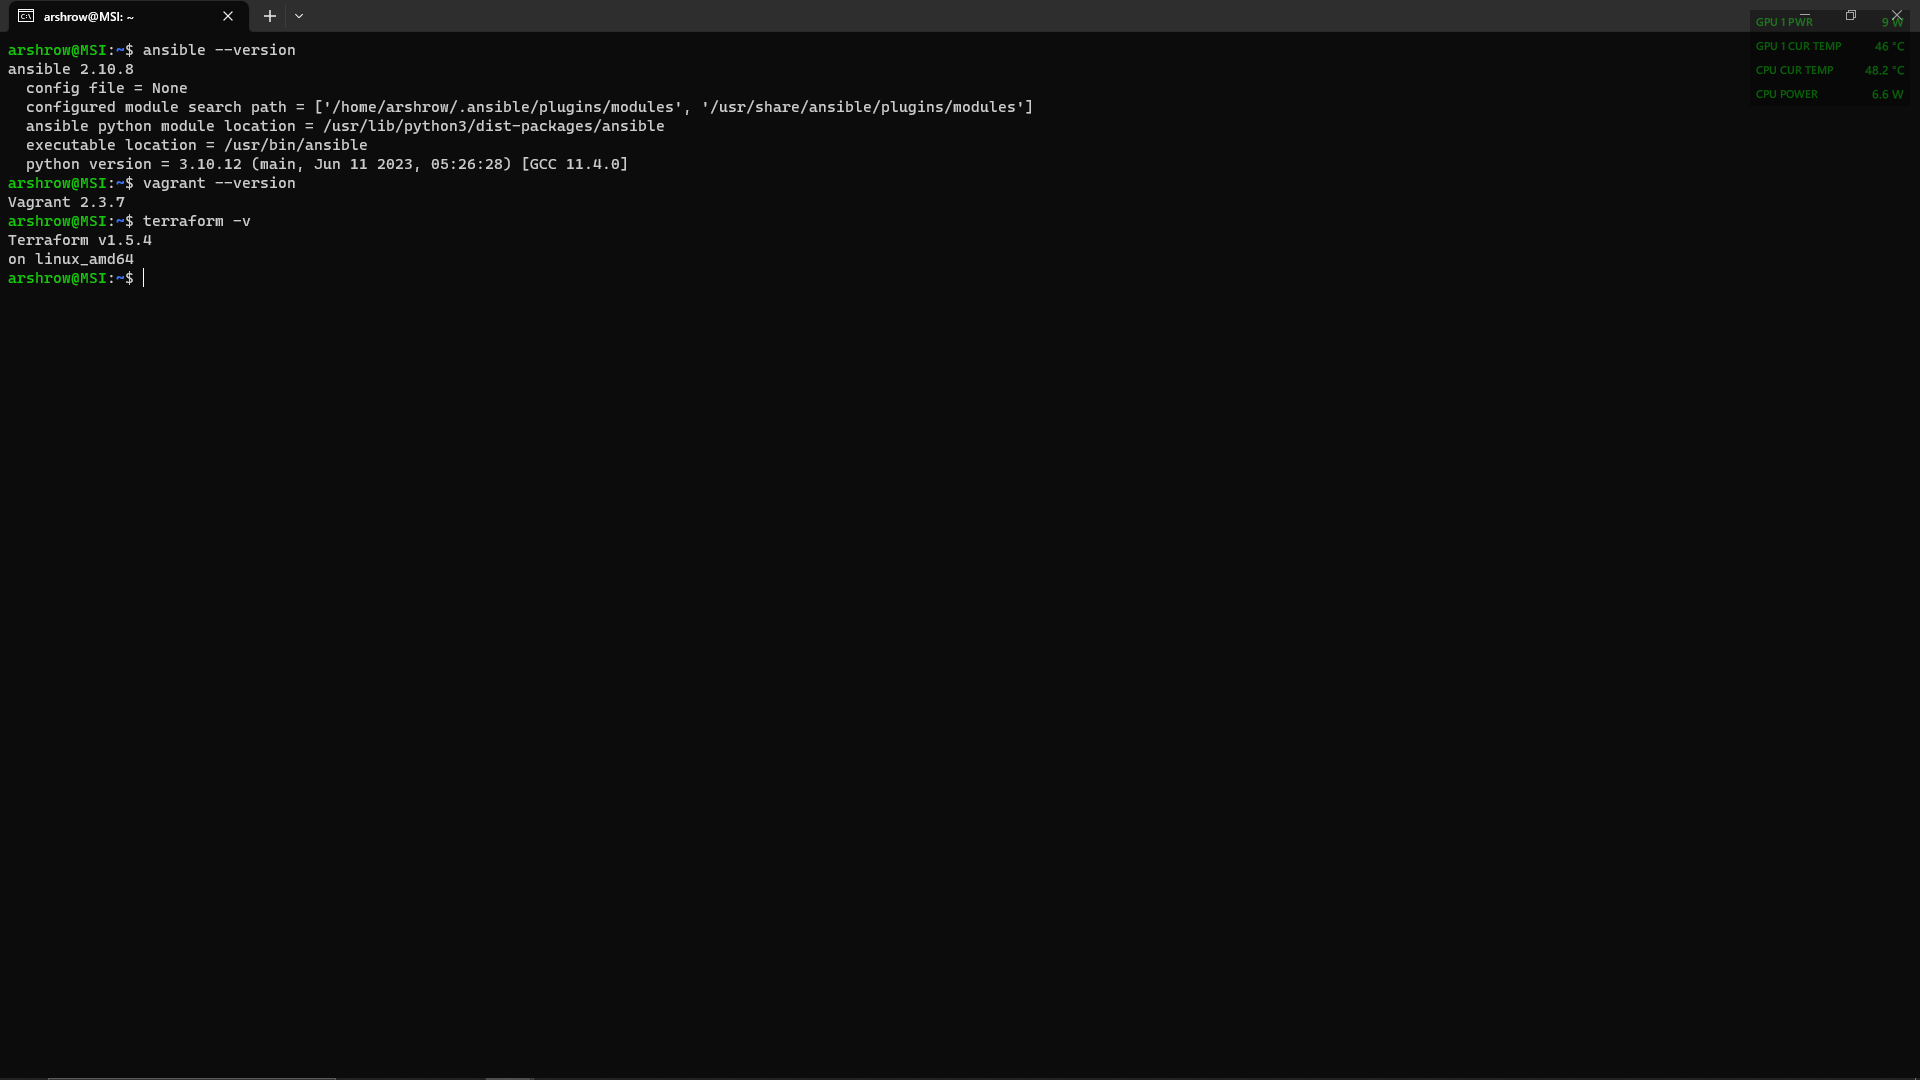 arshrow@MSI: ~
GPU 1 PWR 9 W
GPU 1 CUR TEMP 46 °C
CPU CUR TEMP 48.2 °C
CPU POWER 6.6 W
arshrow@MSI:~$ ansible --version
ansible 2.10.8
  config file = None
  configured module search path = ['/home/arshrow/.ansible/plugins/modules', '/usr/share/ansible/plugins/modules']
  ansible python module location = /usr/lib/python3/dist-packages/ansible
  executable location = /usr/bin/ansible
  python version = 3.10.12 (main, Jun 11 2023, 05:26:28) [GCC 11.4.0]
arshrow@MSI:~$ vagrant --version
Vagrant 2.3.7
arshrow@MSI:~$ terraform -v
Terraform v1.5.4
on linux_amd64
arshrow@MSI:~$